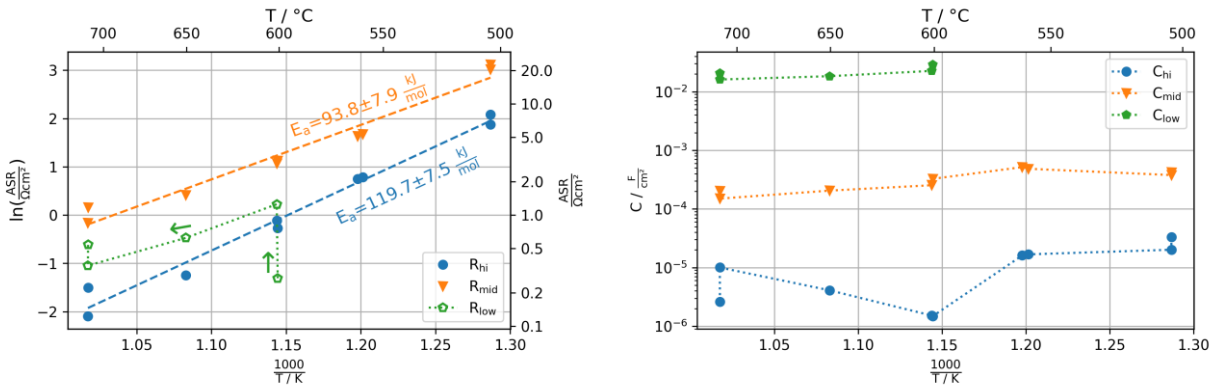 T / °C
700 650 600 550 500
3
2
1
0
−1
−2
ln(ASR/Ωcm²)
20.0
10.0
5.0
2.0
1.0
0.5
0.2
0.1
ASR/Ωcm²
E_a=93.8±7.9 kJ/mol
E_a=119.7±7.5 kJ/mol
R_hi
R_mid
R_low
1.05 1.10 1.15 1.20 1.25 1.30
1000/T / K
T / °C
700 650 600 550 500
10⁻²
10⁻³
10⁻⁴
10⁻⁵
10⁻⁶
C / F/cm²
C_hi
C_mid
C_low
1.05 1.10 1.15 1.20 1.25 1.30
1000/T / K